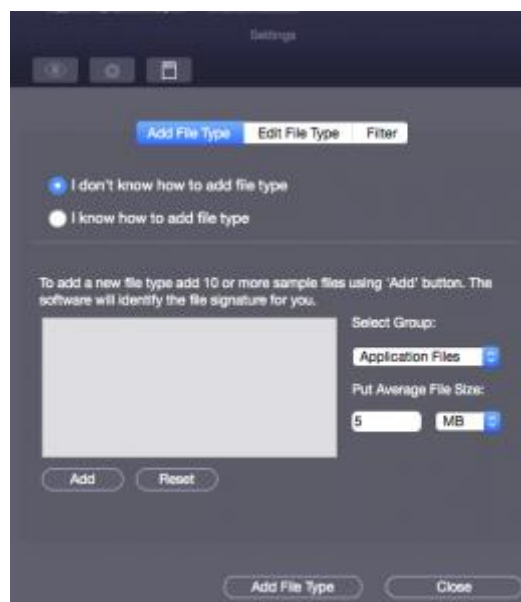 Settings
Add File Type Edit File Type Filter
I don't know how to add file type
I know how to add file type
To add a new file type add 10 or more sample files using 'Add' button. The
software will identify the file signature for you.
Select Group:
Application Files
Put Average File Size:
5 MB
Add Reset
Add File Type Close